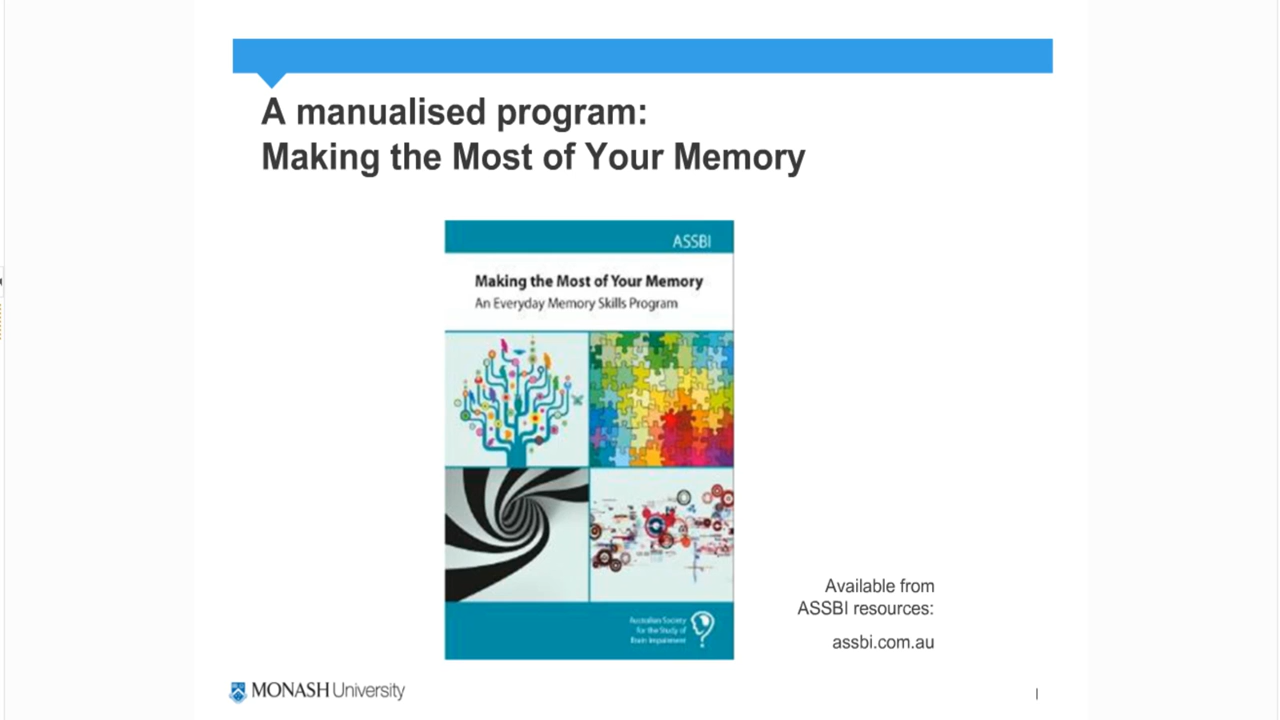 A manualised program:
Making the Most of Your Memory
ASSBI
Making the Most of Your Memory
An Everyday Memory Skills Program
Australian Society
for the Study of
Brain Impairment
Available from
ASSBI resources:
assbi.com.au
MONASH University